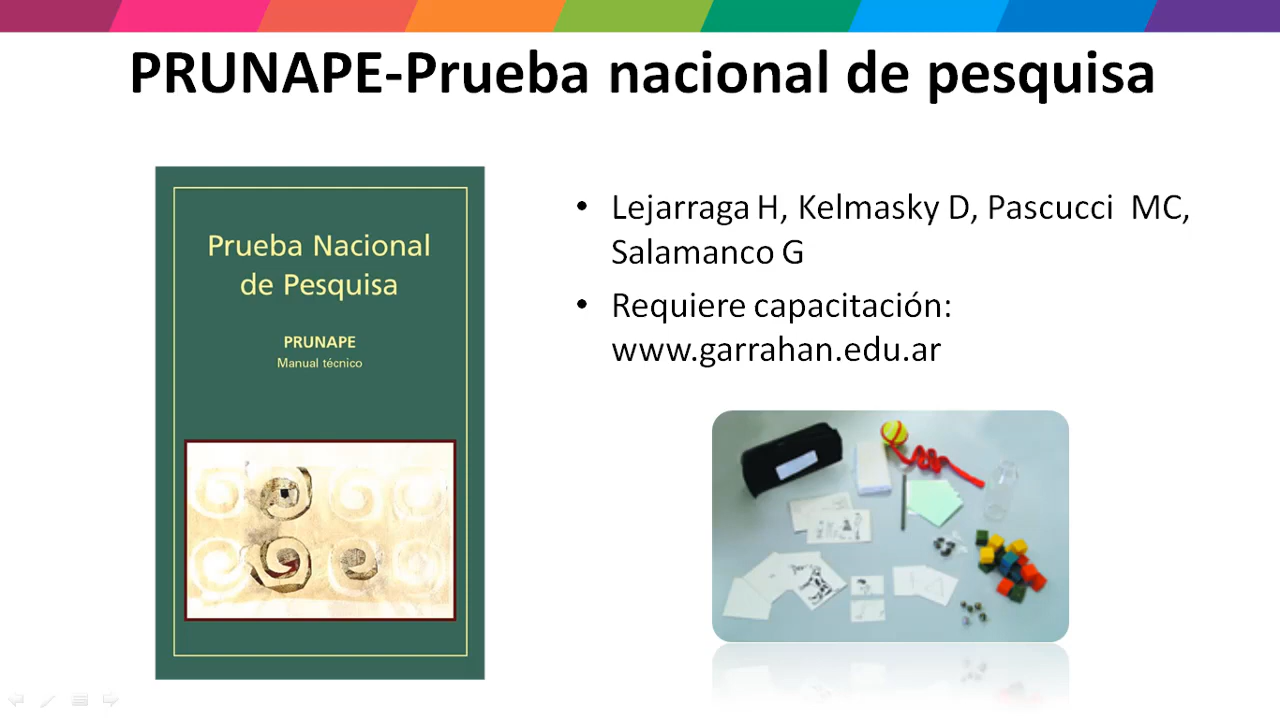 PRUNAPE-Prueba nacional de pesquisa
Prueba Nacional
de Pesquisa
PRUNAPE
Manual técnico
• Lejarraga H, Kelmasky D, Pascucci MC,
Salamanco G
• Requiere capacitación:
www.garrahan.edu.ar